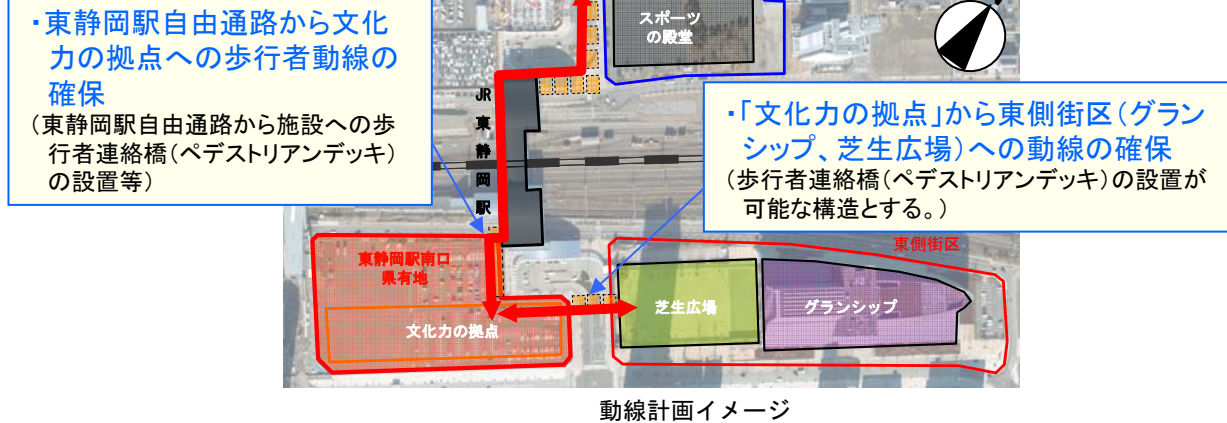 ・東静岡駅自由通路から文化
力の拠点への歩行者動線の
確保
（東静岡駅自由通路から施設への歩
行者連絡橋（ペデストリアンデッキ）
の設置等）
スポーツ
の殿堂
・「文化力の拠点」から東側街区（グラン
シップ、芝生広場）への動線の確保
（歩行者連絡橋（ペデストリアンデッキ）の設置が
可能な構造とする。）
JR東静岡駅
東側街区
東静岡駅南口
県有地
文化力の拠点
芝生広場
グランシップ
動線計画イメージ